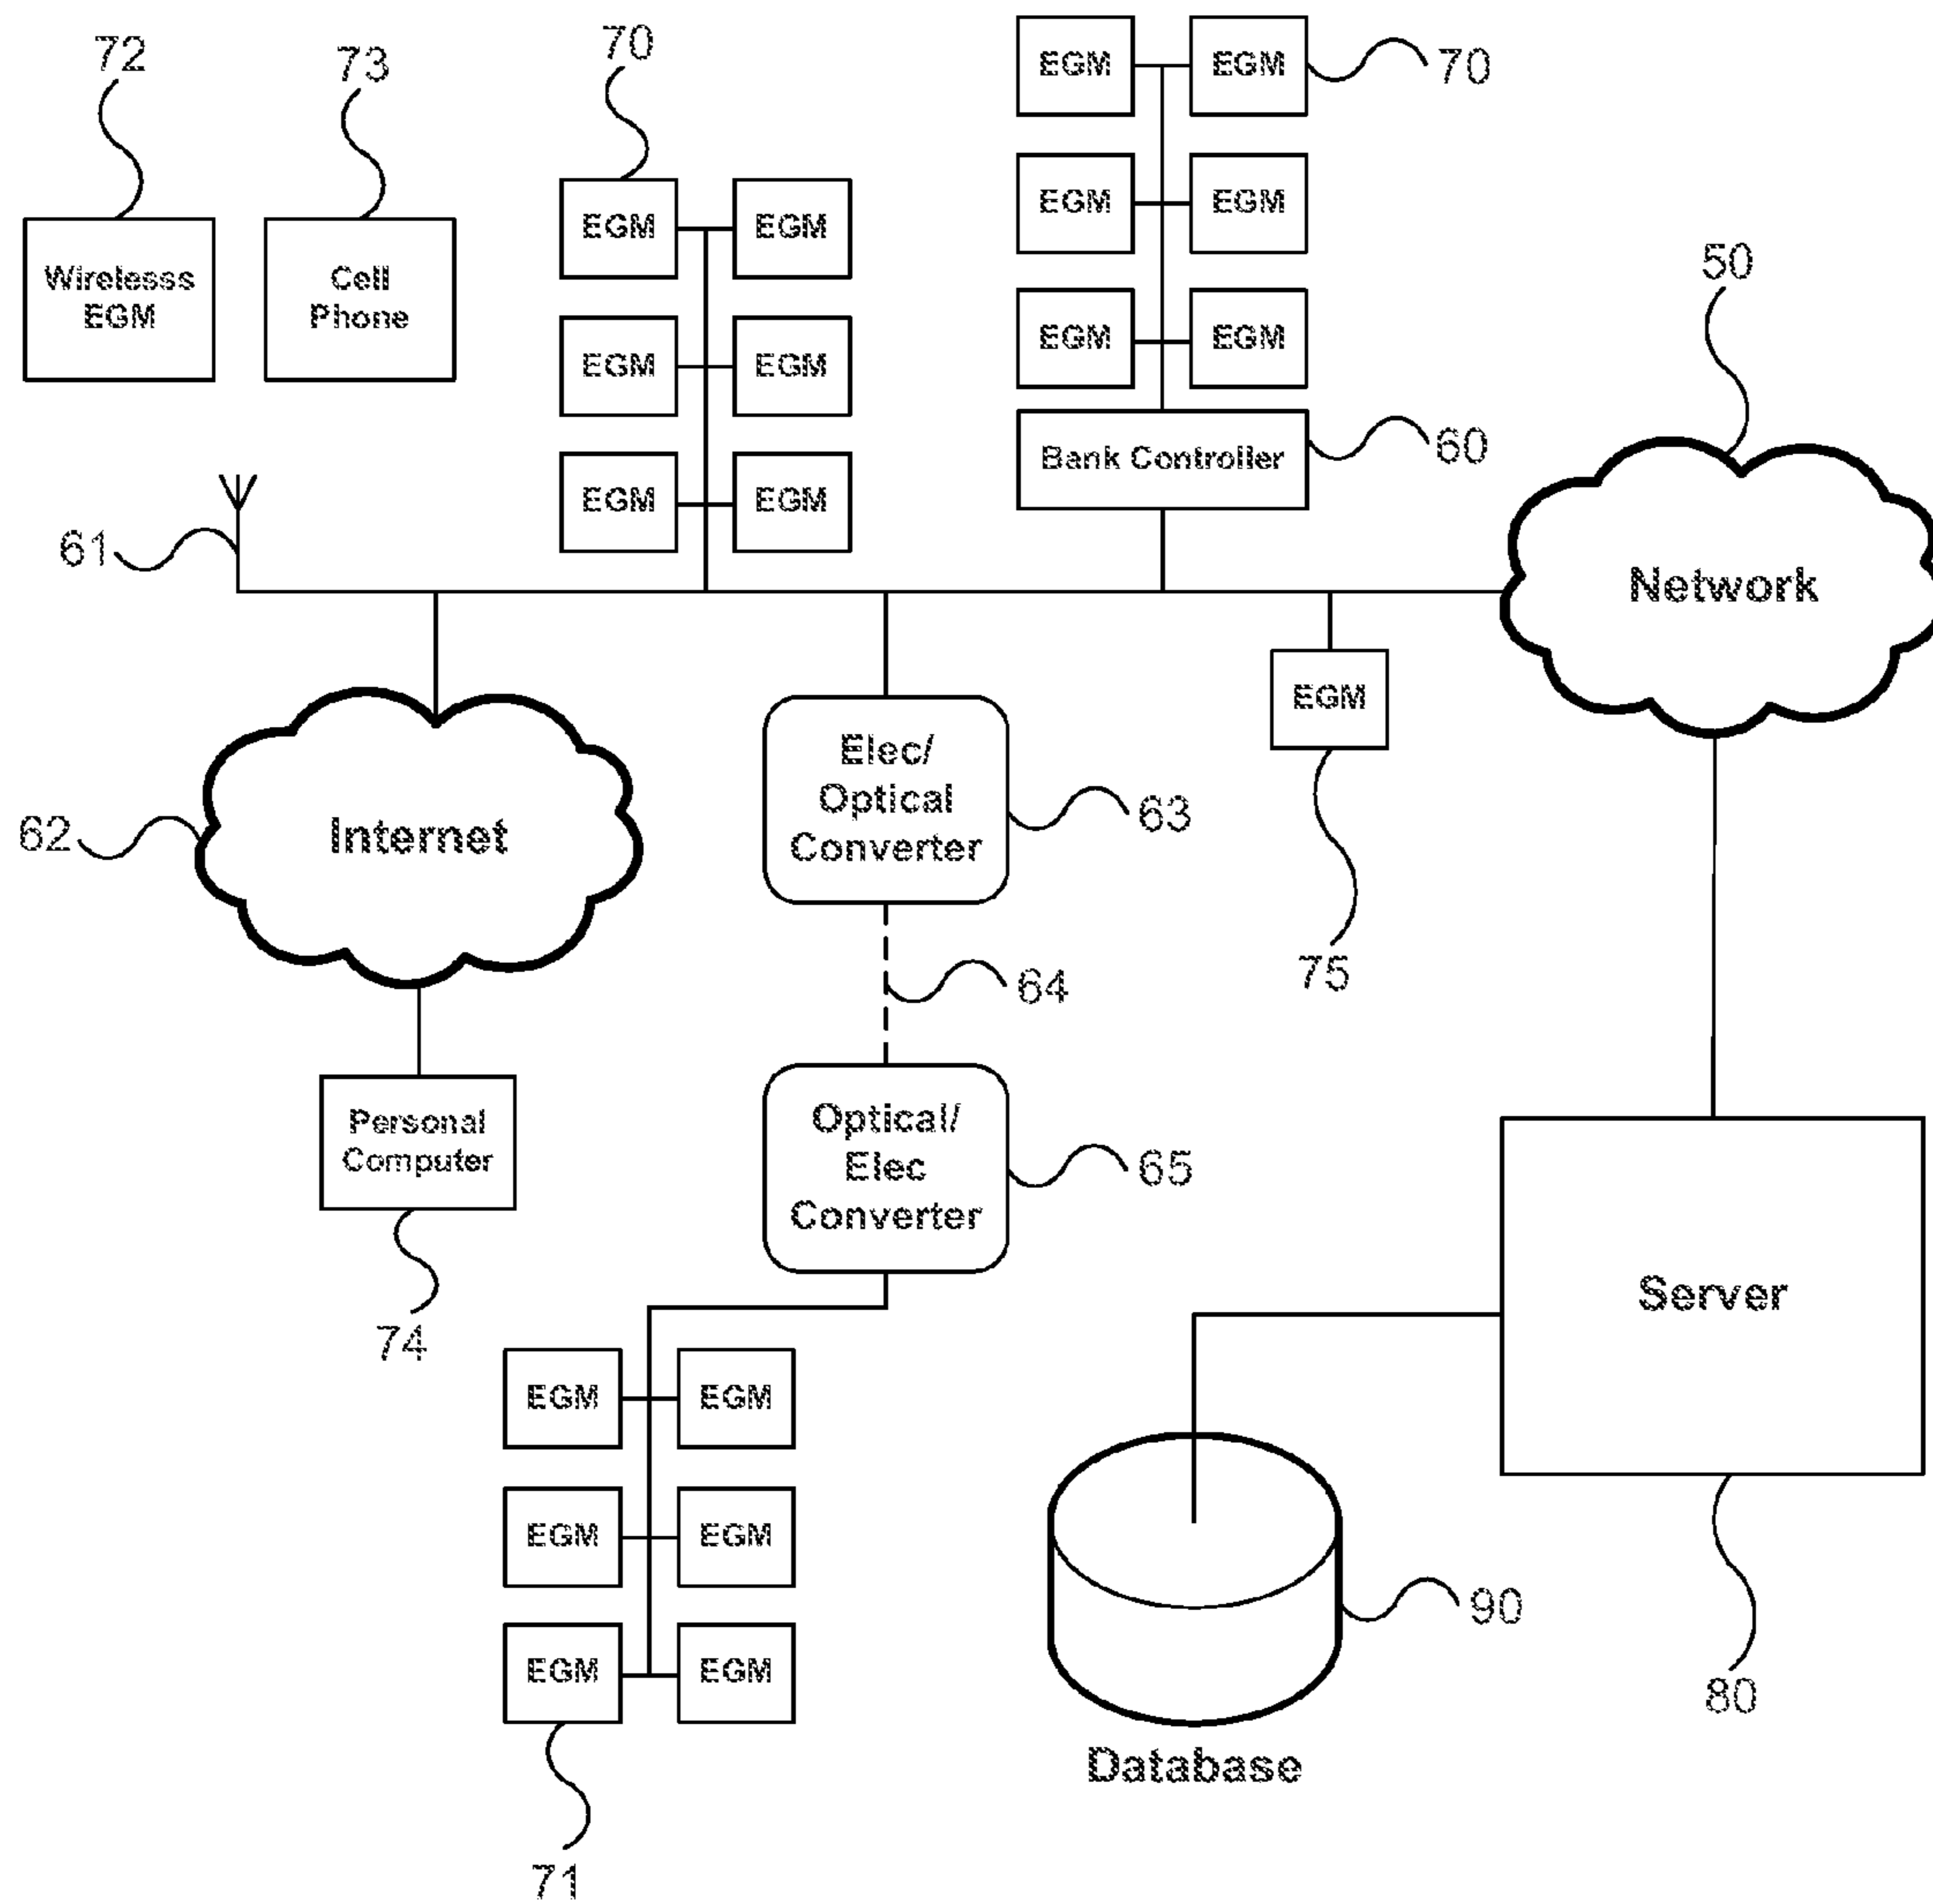 72
73
70
EGM EGM
70
EGM EGM
EGM EGM
Wirelesss
EGM
Cell
Phone
EGM EGM
EGM EGM
EGM EGM
EGM EGM
Bank Controller
60
50
61
Network
EGM
75
62
Internet
Elec/
Optical
Converter
63
64
Personal
Computer
74
Optical/
Elec
Converter
65
Server
80
EGM EGM
EGM EGM
EGM EGM
71
90
Database